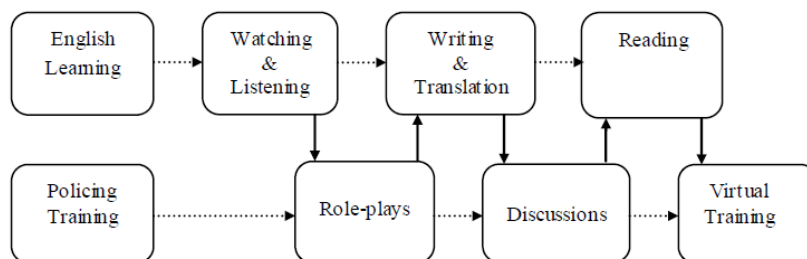 English
Learning
Watching
&
Listening
Writing
&
Translation
Reading
Policing
Training
Role-plays
Discussions
Virtual
Training